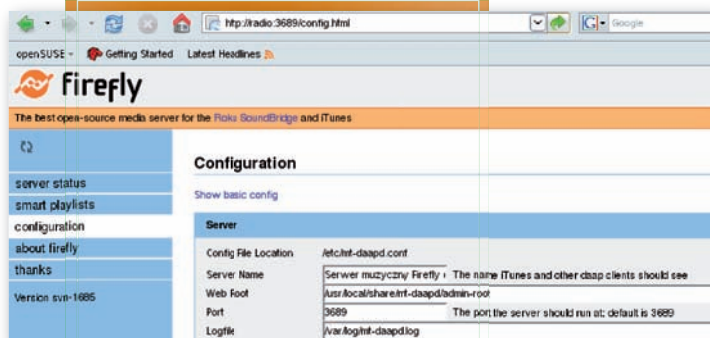 http://radio:3689/config.html
Google
openSUSE
Getting Started
Latest Headlines
firefly
The best open-source media server for the Roku SoundBridge and iTunes
Configuration
server status
smart playlists
configuration
about firefly
thanks
Version svn-1686
Show basic config
Server
Config File Location /etc/mt-daapd.conf
Server Name Serwer muzyczny Firefly The name iTunes and other daap clients should see
Web Root /usr/local/share/mt-daapd/admin-root
Port 3689 The port the server should run at: default is 3689
Logfile /var/log/mt-daapd.log